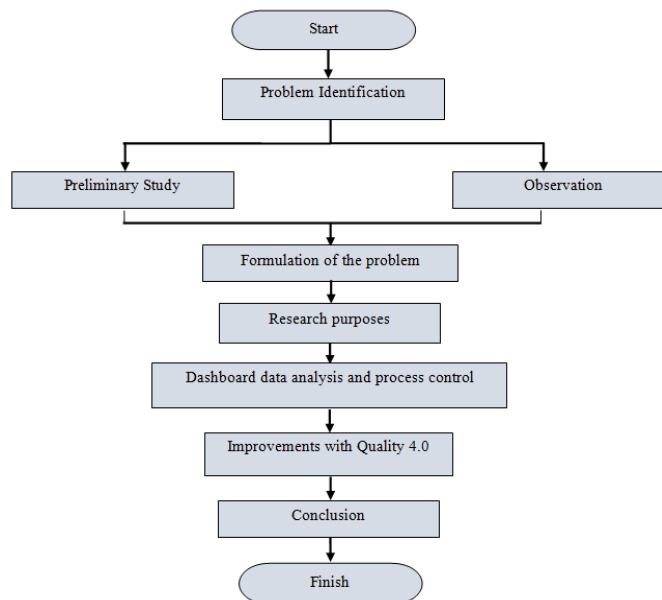 Start
Problem Identification
Preliminary Study
Observation
Formulation of the problem
Research purposes
Dashboard data analysis and process control
Improvements with Quality 4.0
Conclusion
Finish